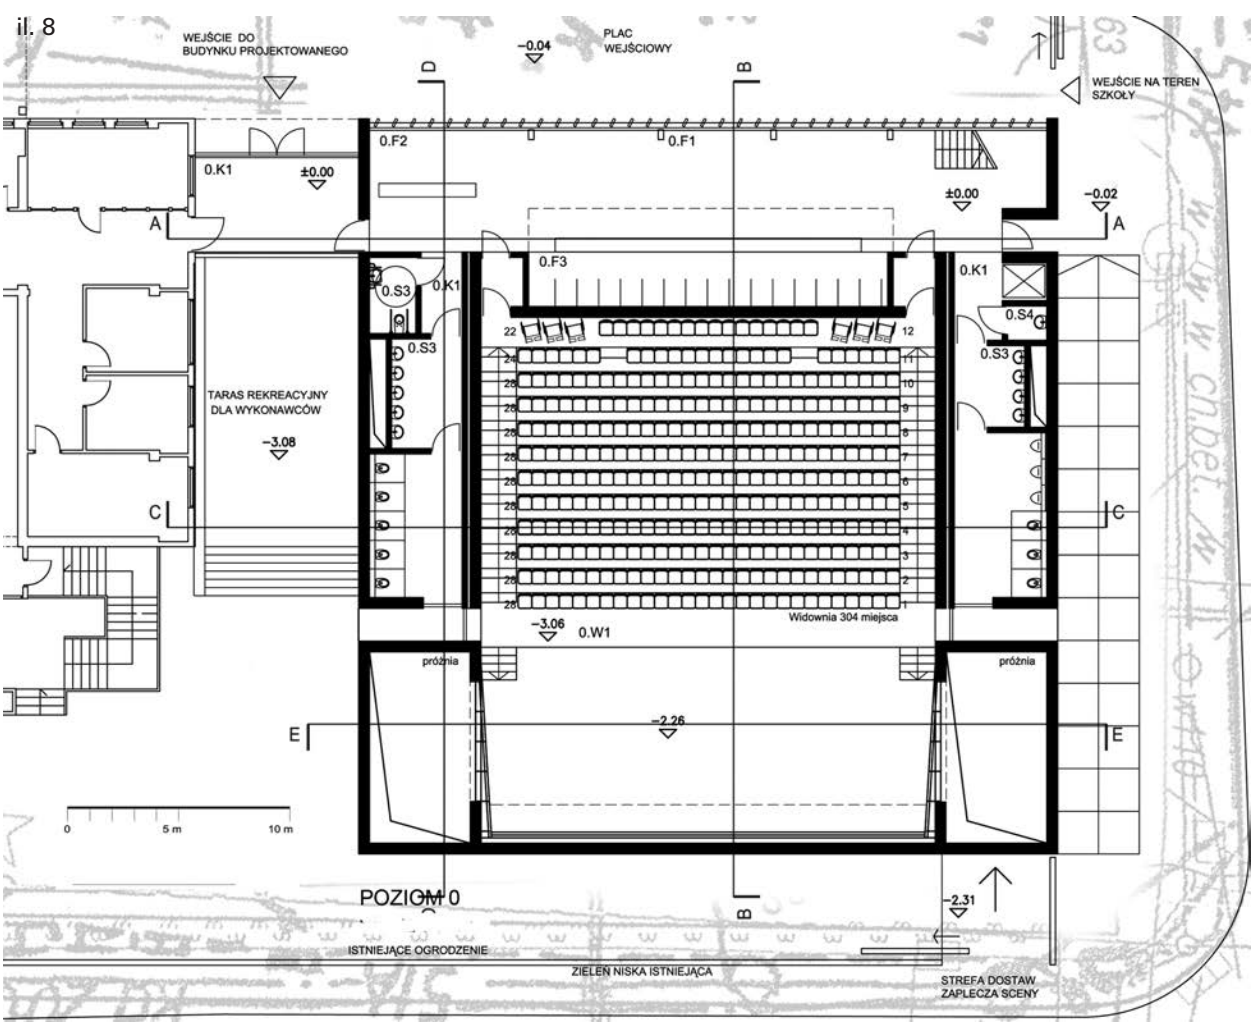 il. 8
WEJŚCIE DO
BUDYNKU PROJEKTOWANEGO
-0.04
PLAC
WEJŚCIOWY
WEJŚCIE NA TEREN
SZKOŁY
63
D
B
0.F2
0.F1
0.K1
±0.00
±0.00
-0.02
A
A
0.F3
0.S3
0.K1
0.K1
0.S4
0.S3
0.S3
22
12
24
11
28
10
28
9
28
8
28
7
28
6
28
5
28
4
28
3
28
2
28
1
TARAS REKREACYJNY
DLA WYKONAWCÓW
-3.08
C
C
Widownia 304 miejsca
-3.06
0.W1
próżnia
próżnia
-2.26
E
E
0
5 m
10 m
POZIOM 0
B
-2.31
ISTNIEJĄCE OGRODZENIE
ZIELEŃ NISKA ISTNIEJĄCA
STREFA DOSTAW
ZAPLECZA SCENY